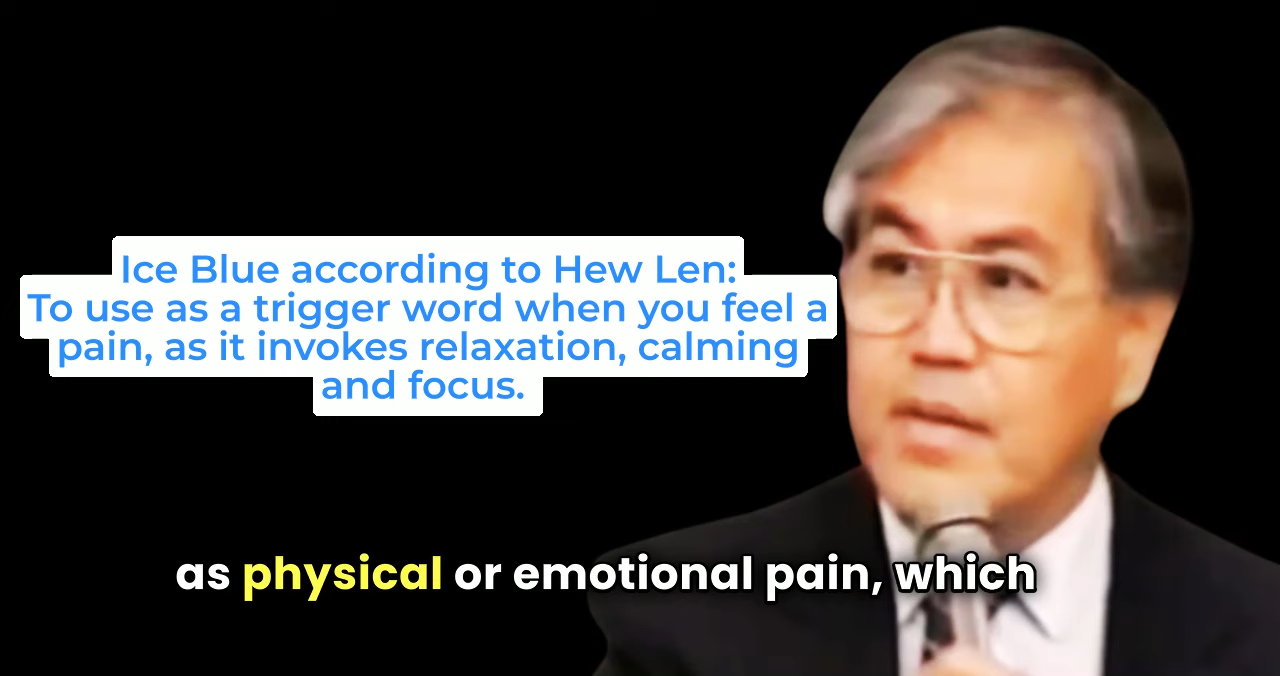 Ice Blue according to Hew Len:
To use as a trigger word when you feel a
pain, as it invokes relaxation, calming
and focus.
as physical or emotional pain, which